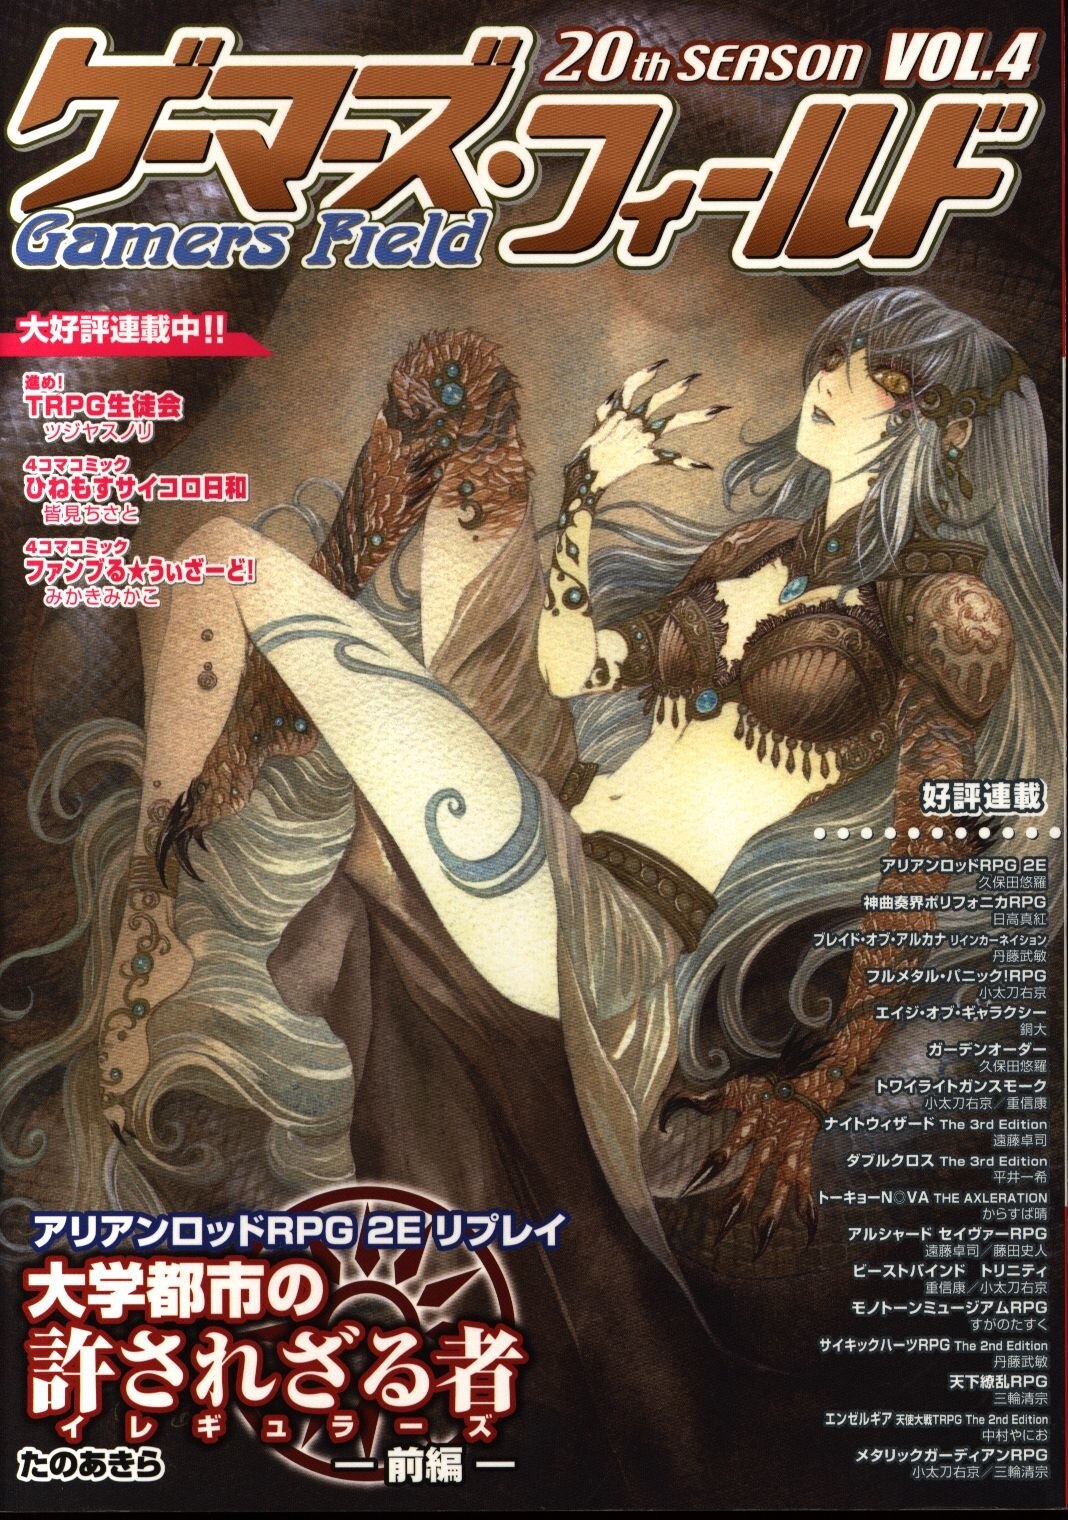 20th SEASON VOL.4
ゲーマーズ・フィールド
Gamers Field
大好評連載中!!
進め!
TRPG生徒会
ツジヤスノリ
4コマコミック
ひねもすサイコロ日和
皆見ちさと
4コマコミック
ファンブる★うぃざーど!
みかきみかこ
好評連載
アリアンロッドRPG 2E
久保田悠羅
神曲奏界ポリフォニカRPG
日高真紅
ブレイド・オブ・アルカナ リインカーネイション
丹藤武敏
フルメタル・パニック!RPG
小太刀右京
エイジ・オブ・ギャラクシー
銅大
ガーデンオーダー
久保田悠羅
トワイライトガンスモーク
小太刀右京/重信康
ナイトウィザード The 3rd Edition
遠藤卓司
ダブルクロス The 3rd Edition
平井一希
トーキョーN◎VA THE AXLERATION
からすば晴
アルシャード セイヴァーRPG
遠藤卓司/藤田史人
ビーストバインド トリニティ
重信康/小太刀右京
モノトーンミュージアムRPG
すがのたすく
サイキックハーツRPG The 2nd Edition
丹藤武敏
天下繚乱RPG
三輪清宗
エンゼルギア 天使大戦TRPG The 2nd Edition
中村やにお
メタリックガーディアンRPG
小太刀右京/三輪清宗
アリアンロッドRPG 2E リプレイ
大学都市の
許されざる者
イレギュラーズ
たのあきら
― 前編 ―